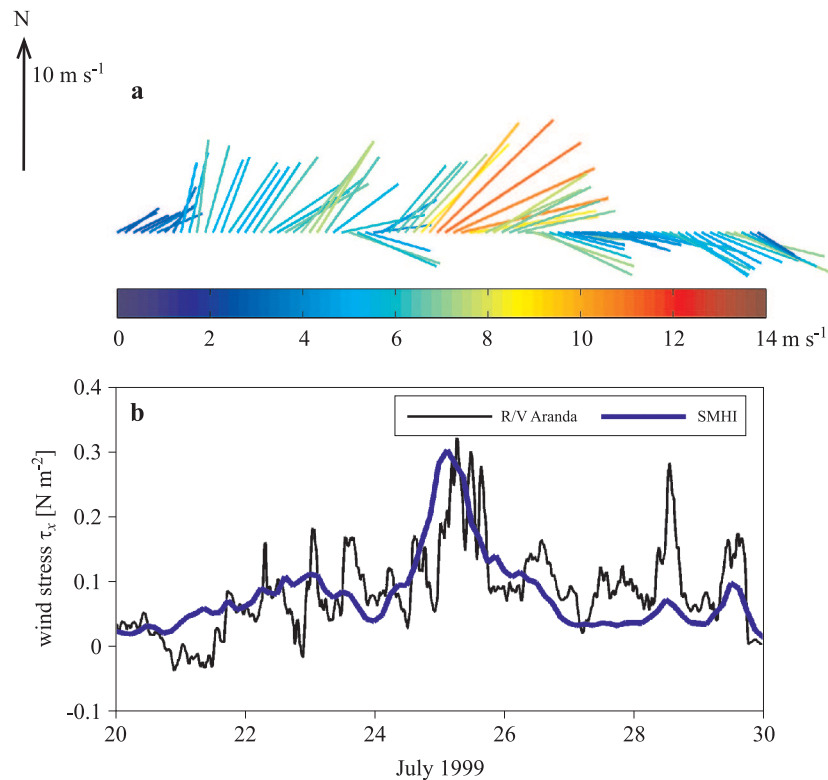 N
10 m s⁻¹
a
0 2 4 6 8 10 12 14 m s⁻¹
b
R/V Aranda SMHI
wind stress τx [N m⁻²]
0.4
0.3
0.2
0.1
0
-0.1
20 22 24 26 28 30
July 1999